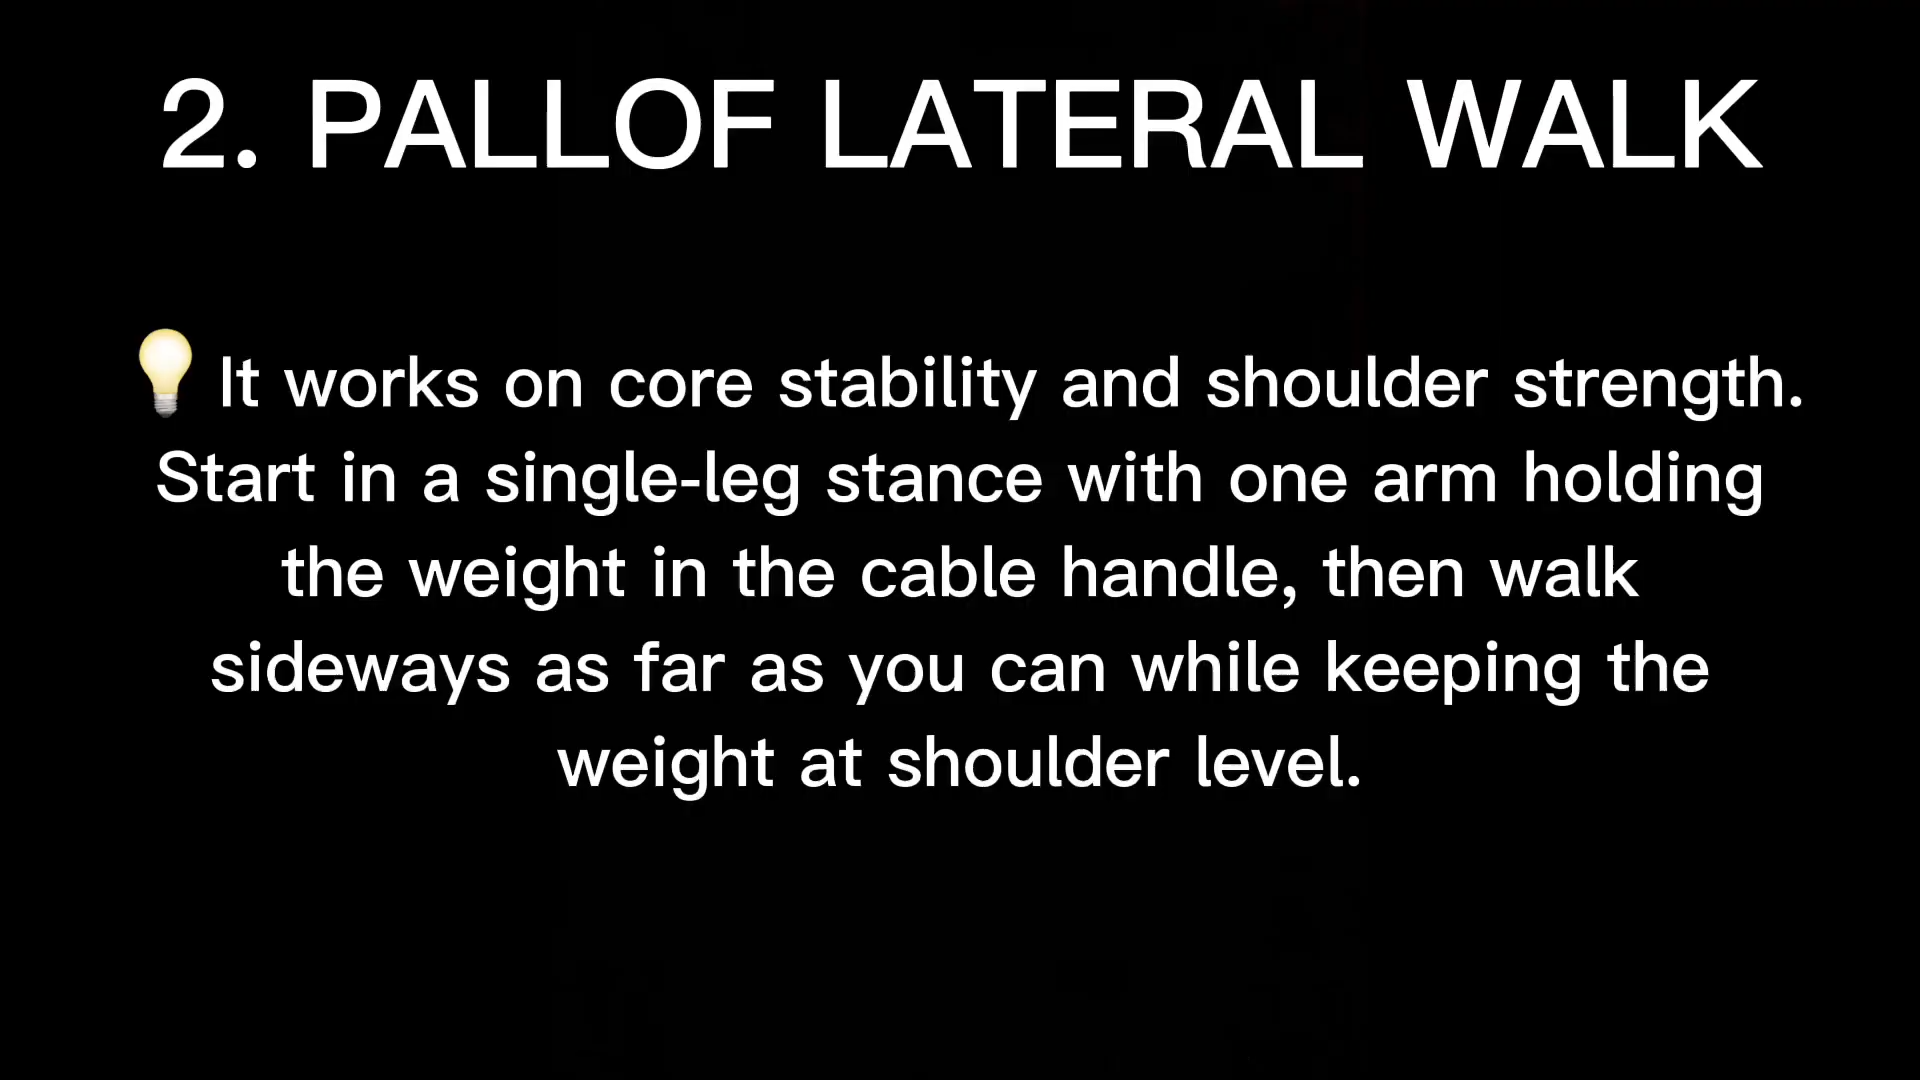 2. PALLOF LATERAL WALK
💡 It works on core stability and shoulder strength.
Start in a single-leg stance with one arm holding
the weight in the cable handle, then walk
sideways as far as you can while keeping the
weight at shoulder level.